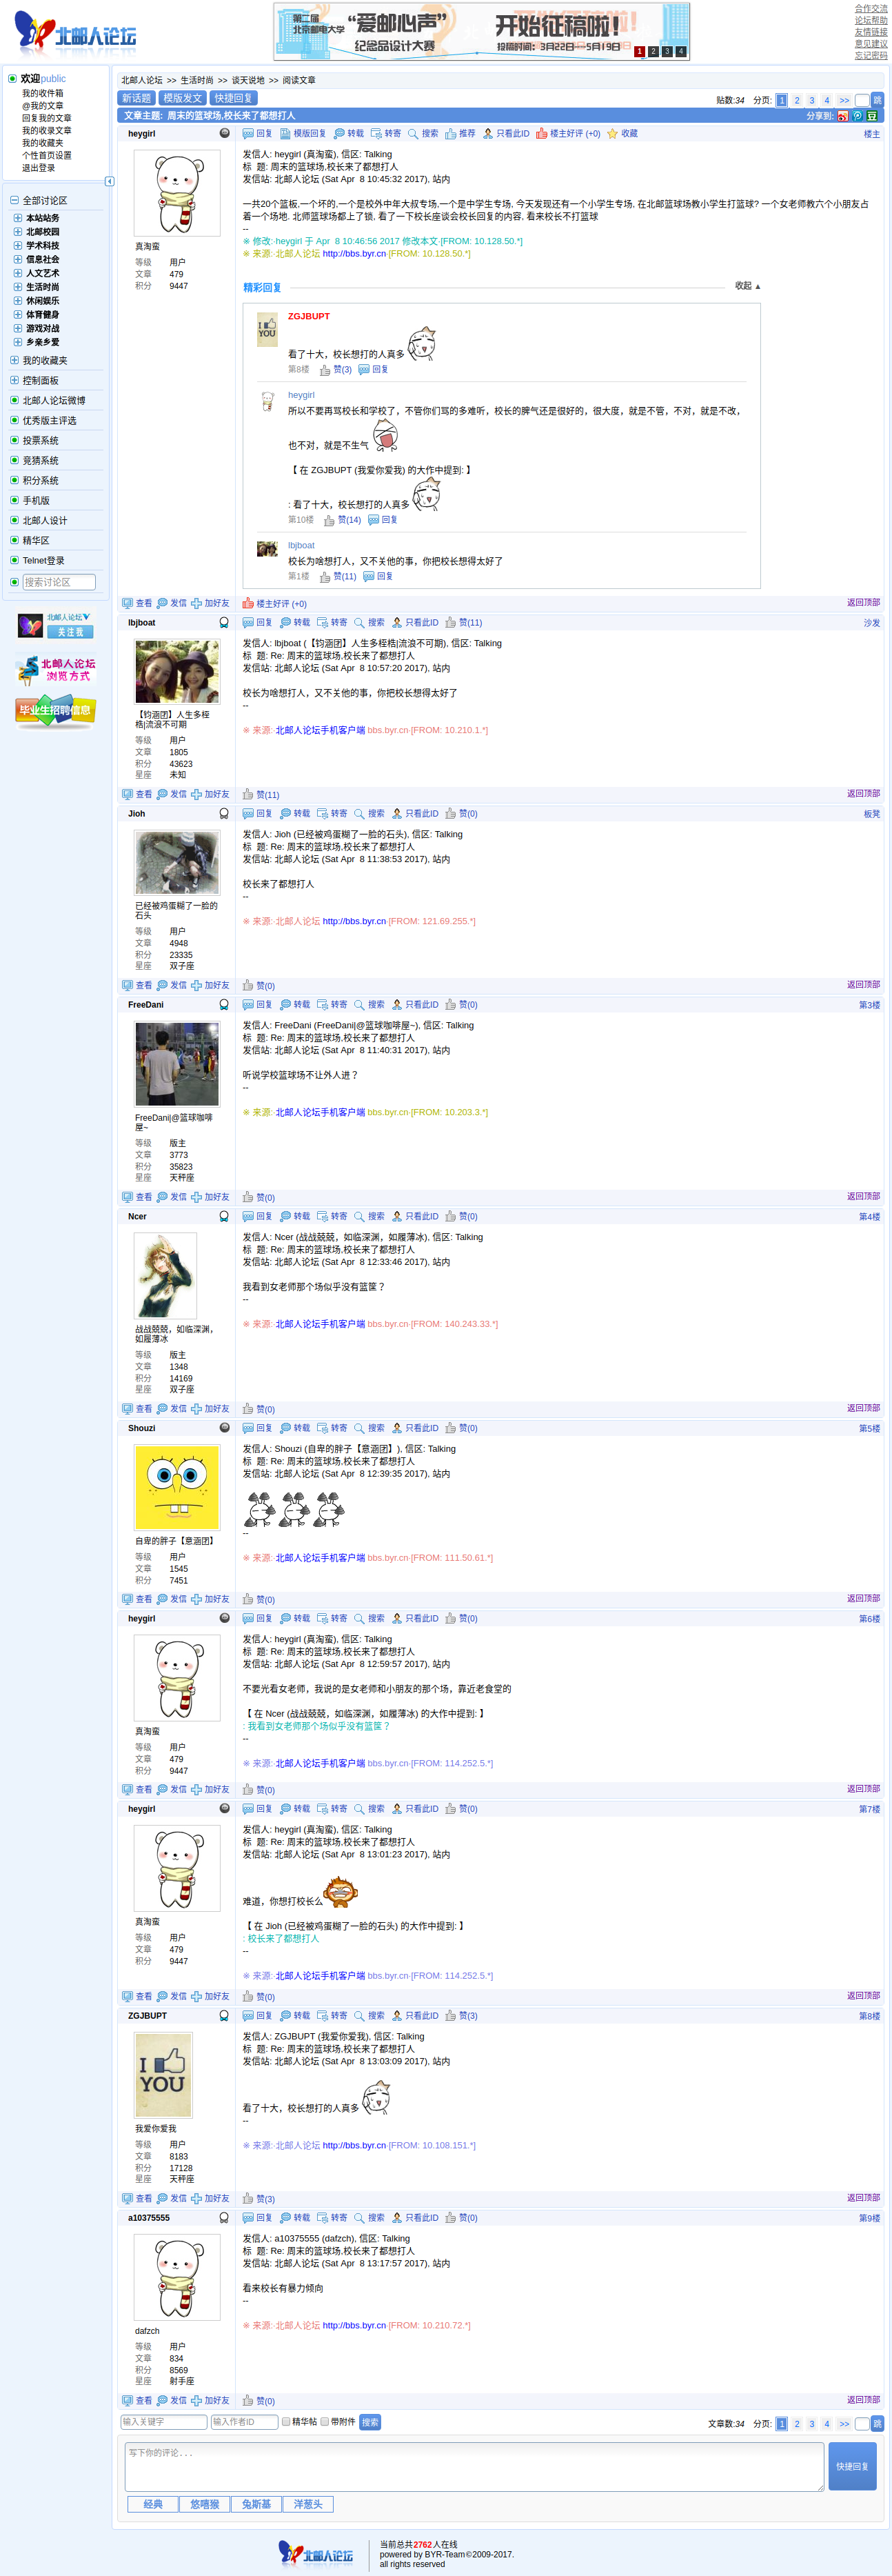 北邮人论坛
第二届
北京邮电大学
“爱邮心声”
纪念品设计大赛
开始征稿啦!
投稿时间: 3月22日-5月19日
1 2 3 4
合作交流
论坛帮助
友情链接
意见建议
忘记密码
欢迎public
我的收件箱
@我的文章
回复我的文章
我的收录文章
我的收藏夹
个性首页设置
退出登录
全部讨论区
本站站务
北邮校园
学术科技
信息社会
人文艺术
生活时尚
休闲娱乐
体育健身
游戏对战
乡亲乡爱
我的收藏夹
控制面板
北邮人论坛微博
优秀版主评选
投票系统
竞猜系统
积分系统
手机版
北邮人设计
精华区
Telnet登录
搜索讨论区
北邮人论坛
关注我
北邮人论坛
浏览方式
毕业生招聘信息
北邮人论坛 >> 生活时尚 >> 谈天说地 >> 阅读文章
新话题 模版发文 快捷回复
贴数:34 分页: 1 2 3 4 >> 跳
文章主题: 周末的篮球场,校长来了都想打人
分享到:
heygirl
回复 模版回复 转载 转寄 搜索 推荐 只看此ID 楼主好评 (+0) 收藏 楼主
真淘蛮
等级 用户
文章 479
积分 9447
发信人: heygirl (真淘蛮), 信区: Talking
标 题: 周末的篮球场,校长来了都想打人
发信站: 北邮人论坛 (Sat Apr 8 10:45:32 2017), 站内
一共20个篮板,一个坏的,一个是校外中年大叔专场,一个是中学生专场, 今天发现还有一个小学生专场, 在北邮篮球场教小学生打篮球? 一个女老师教六个小朋友占着一个场地. 北师篮球场都上了锁, 看了一下校长座谈会校长回复的内容, 看来校长不打篮球
--
※ 修改:·heygirl 于 Apr 8 10:46:56 2017 修改本文·[FROM: 10.128.50.*]
※ 来源:·北邮人论坛 http://bbs.byr.cn·[FROM: 10.128.50.*]
精彩回复 收起 ▲
ZGJBUPT
看了十大，校长想打的人真多
第8楼 赞(3) 回复
heygirl
所以不要再骂校长和学校了，不管你们骂的多难听，校长的脾气还是很好的，很大度，就是不管，不对，就是不改，
也不对，就是不生气
【 在 ZGJBUPT (我爱你爱我) 的大作中提到: 】
: 看了十大，校长想打的人真多
第10楼 赞(14) 回复
lbjboat
校长为啥想打人，又不关他的事，你把校长想得太好了
第1楼 赞(11) 回复
查看 发信 加好友 楼主好评 (+0) 返回顶部
lbjboat
回复 转载 转寄 搜索 只看此ID 赞(11) 沙发
【钧涵团】人生多桎梏|流浪不可期
等级 用户
文章 1805
积分 43623
星座 未知
发信人: lbjboat (【钧涵团】人生多桎梏|流浪不可期), 信区: Talking
标 题: Re: 周末的篮球场,校长来了都想打人
发信站: 北邮人论坛 (Sat Apr 8 10:57:20 2017), 站内
校长为啥想打人，又不关他的事，你把校长想得太好了
--
※ 来源:·北邮人论坛手机客户端 bbs.byr.cn·[FROM: 10.210.1.*]
查看 发信 加好友 赞(11) 返回顶部
Jioh
回复 转载 转寄 搜索 只看此ID 赞(0) 板凳
已经被鸡蛋糊了一脸的石头
等级 用户
文章 4948
积分 23335
星座 双子座
发信人: Jioh (已经被鸡蛋糊了一脸的石头), 信区: Talking
标 题: Re: 周末的篮球场,校长来了都想打人
发信站: 北邮人论坛 (Sat Apr 8 11:38:53 2017), 站内
校长来了都想打人
--
※ 来源:·北邮人论坛 http://bbs.byr.cn·[FROM: 121.69.255.*]
查看 发信 加好友 赞(0) 返回顶部
FreeDani
回复 转载 转寄 搜索 只看此ID 赞(0) 第3楼
FreeDani|@篮球咖啡屋~
等级 版主
文章 3773
积分 35823
星座 天秤座
发信人: FreeDani (FreeDani|@篮球咖啡屋~), 信区: Talking
标 题: Re: 周末的篮球场,校长来了都想打人
发信站: 北邮人论坛 (Sat Apr 8 11:40:31 2017), 站内
听说学校篮球场不让外人进？
--
※ 来源:·北邮人论坛手机客户端 bbs.byr.cn·[FROM: 10.203.3.*]
查看 发信 加好友 赞(0) 返回顶部
Ncer
回复 转载 转寄 搜索 只看此ID 赞(0) 第4楼
战战兢兢，如临深渊，如履薄冰
等级 版主
文章 1348
积分 14169
星座 双子座
发信人: Ncer (战战兢兢，如临深渊，如履薄冰), 信区: Talking
标 题: Re: 周末的篮球场,校长来了都想打人
发信站: 北邮人论坛 (Sat Apr 8 12:33:46 2017), 站内
我看到女老师那个场似乎没有篮筐？
--
※ 来源:·北邮人论坛手机客户端 bbs.byr.cn·[FROM: 140.243.33.*]
查看 发信 加好友 赞(0) 返回顶部
Shouzi
回复 转载 转寄 搜索 只看此ID 赞(0) 第5楼
自卑的胖子【意涵团】
等级 用户
文章 1545
积分 7451
发信人: Shouzi (自卑的胖子【意涵团】), 信区: Talking
标 题: Re: 周末的篮球场,校长来了都想打人
发信站: 北邮人论坛 (Sat Apr 8 12:39:35 2017), 站内
--
※ 来源:·北邮人论坛手机客户端 bbs.byr.cn·[FROM: 111.50.61.*]
查看 发信 加好友 赞(0) 返回顶部
heygirl
回复 转载 转寄 搜索 只看此ID 赞(0) 第6楼
真淘蛮
等级 用户
文章 479
积分 9447
发信人: heygirl (真淘蛮), 信区: Talking
标 题: Re: 周末的篮球场,校长来了都想打人
发信站: 北邮人论坛 (Sat Apr 8 12:59:57 2017), 站内
不要光看女老师，我说的是女老师和小朋友的那个场，靠近老食堂的
【 在 Ncer (战战兢兢，如临深渊，如履薄冰) 的大作中提到: 】
: 我看到女老师那个场似乎没有篮筐？
--
※ 来源:·北邮人论坛手机客户端 bbs.byr.cn·[FROM: 114.252.5.*]
查看 发信 加好友 赞(0) 返回顶部
heygirl
回复 转载 转寄 搜索 只看此ID 赞(0) 第7楼
真淘蛮
等级 用户
文章 479
积分 9447
发信人: heygirl (真淘蛮), 信区: Talking
标 题: Re: 周末的篮球场,校长来了都想打人
发信站: 北邮人论坛 (Sat Apr 8 13:01:23 2017), 站内
难道，你想打校长么
【 在 Jioh (已经被鸡蛋糊了一脸的石头) 的大作中提到: 】
: 校长来了都想打人
--
※ 来源:·北邮人论坛手机客户端 bbs.byr.cn·[FROM: 114.252.5.*]
查看 发信 加好友 赞(0) 返回顶部
ZGJBUPT
回复 转载 转寄 搜索 只看此ID 赞(3) 第8楼
I
YOU
我爱你爱我
等级 用户
文章 8183
积分 17128
星座 天秤座
发信人: ZGJBUPT (我爱你爱我), 信区: Talking
标 题: Re: 周末的篮球场,校长来了都想打人
发信站: 北邮人论坛 (Sat Apr 8 13:03:09 2017), 站内
看了十大，校长想打的人真多
--
※ 来源:·北邮人论坛 http://bbs.byr.cn·[FROM: 10.108.151.*]
查看 发信 加好友 赞(3) 返回顶部
a10375555
回复 转载 转寄 搜索 只看此ID 赞(0) 第9楼
dafzch
等级 用户
文章 834
积分 8569
星座 射手座
发信人: a10375555 (dafzch), 信区: Talking
标 题: Re: 周末的篮球场,校长来了都想打人
发信站: 北邮人论坛 (Sat Apr 8 13:17:57 2017), 站内
看来校长有暴力倾向
--
※ 来源:·北邮人论坛 http://bbs.byr.cn·[FROM: 10.210.72.*]
查看 发信 加好友 赞(0) 返回顶部
输入关键字 输入作者ID 精华帖 带附件 搜索
文章数:34 分页: 1 2 3 4 >> 跳
写下你的评论...
快捷回复
经典 悠嘻猴 兔斯基 洋葱头
北邮人论坛
当前总共2762人在线
powered by BYR-Team©2009-2017.
all rights reserved